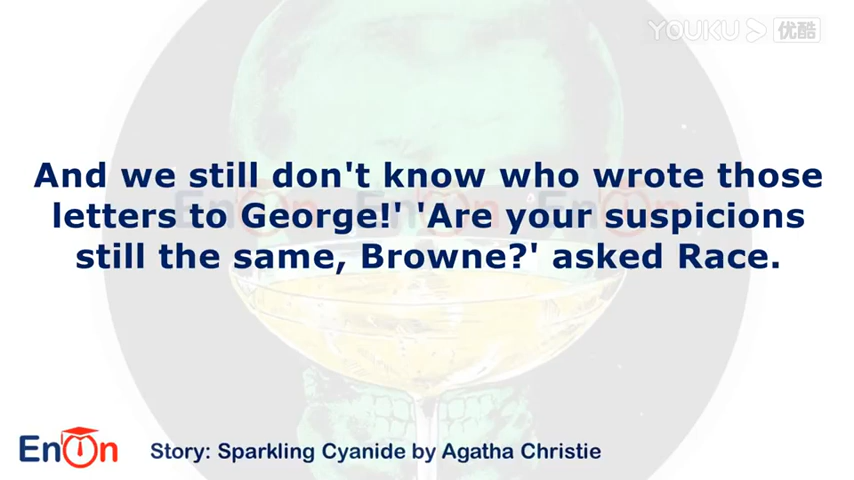 YOUKU 优酷
And we still don't know who wrote those
letters to George!' 'Are your suspicions
still the same, Browne?' asked Race.
EnOn
Story: Sparkling Cyanide by Agatha Christie